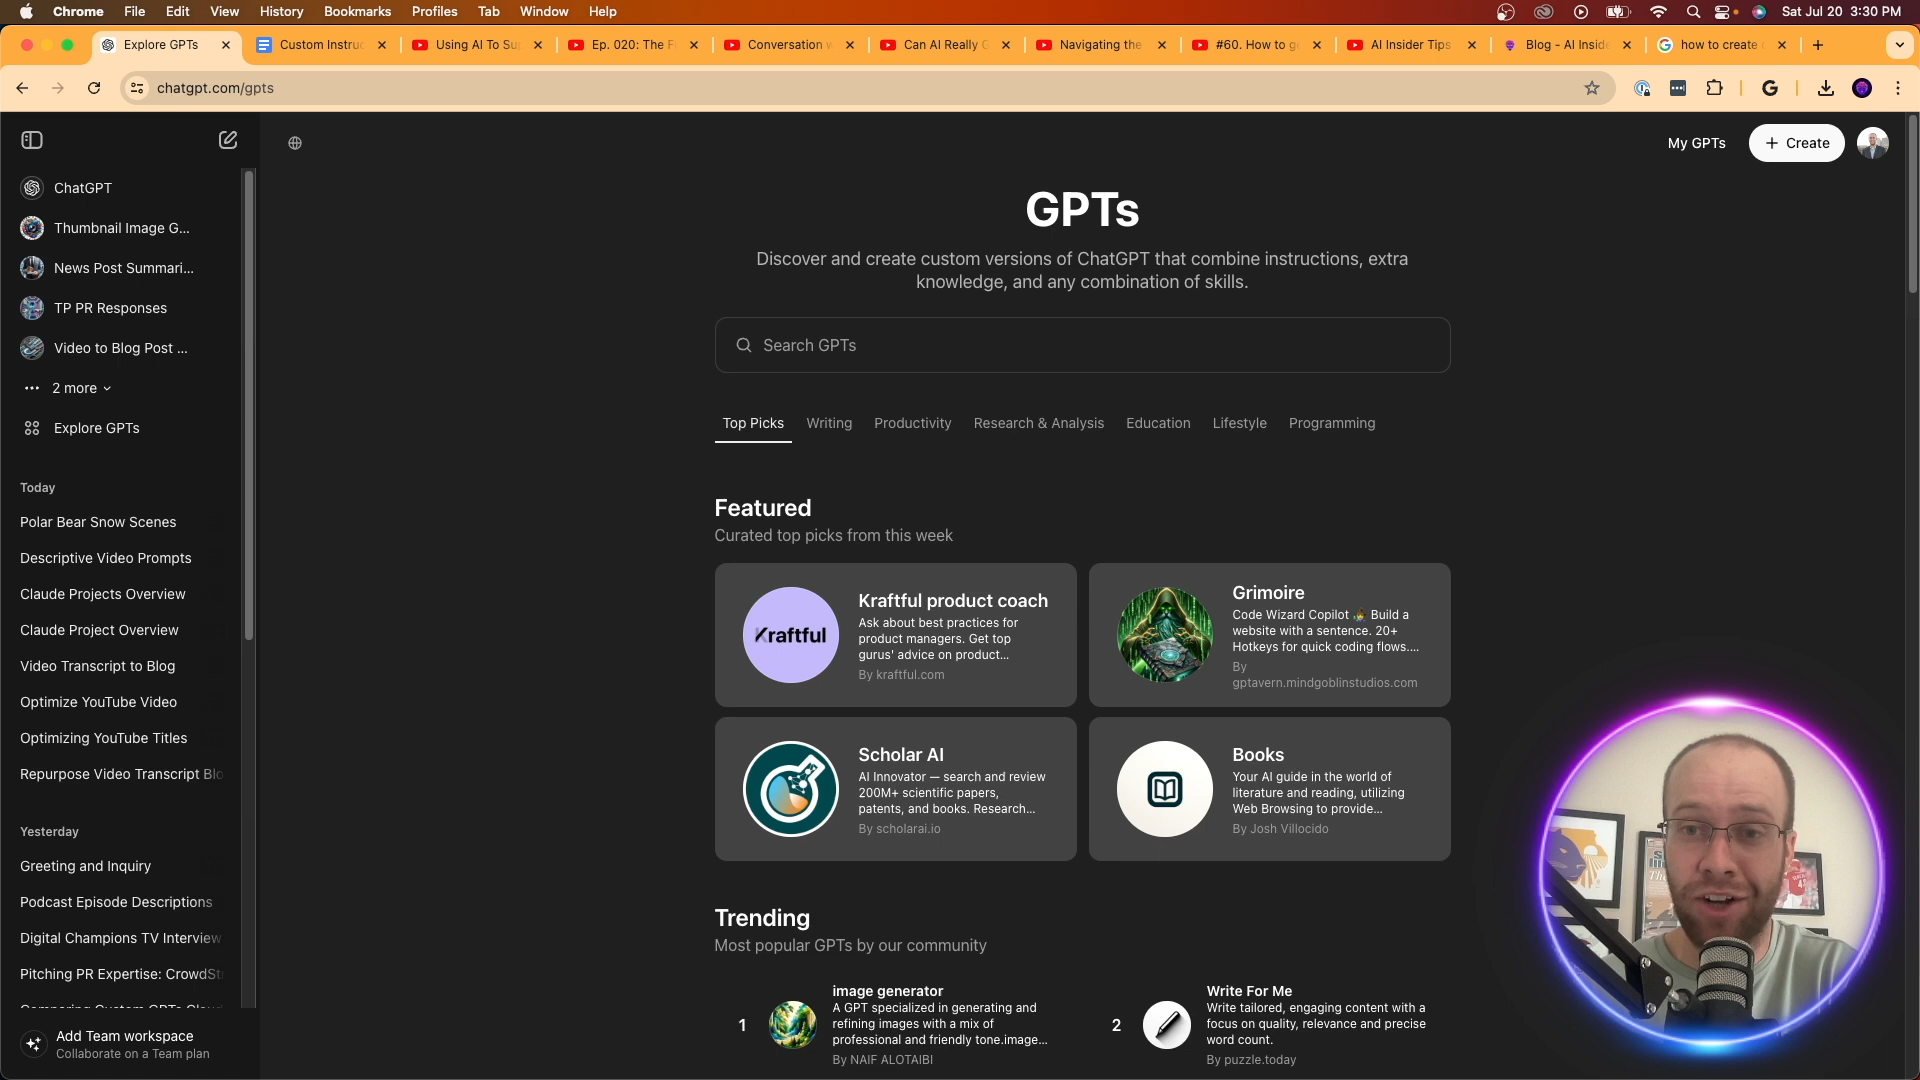 Chrome File Edit View History Bookmarks Profiles Tab Window Help Sat Jul 20 3:30 PM
Explore GPTs Custom Instruc Using AI To Su Ep. 020: The F Conversation w Can AI Really G Navigating the #60. How to g AI Insider Tips Blog - AI Inside how to create
chatgpt.com/gpts
My GPTs
+ Create
ChatGPT
Thumbnail Image G...
News Post Summari...
TP PR Responses
Video to Blog Post ...
2 more
Explore GPTs
Today
Polar Bear Snow Scenes
Descriptive Video Prompts
Claude Projects Overview
Claude Project Overview
Video Transcript to Blog
Optimize YouTube Video
Optimizing YouTube Titles
Repurpose Video Transcript Blo
Yesterday
Greeting and Inquiry
Podcast Episode Descriptions
Digital Champions TV Interview
Pitching PR Expertise: CrowdSt
Add Team workspace
Collaborate on a Team plan
GPTs
Discover and create custom versions of ChatGPT that combine instructions, extra
knowledge, and any combination of skills.
Search GPTs
Top Picks Writing Productivity Research & Analysis Education Lifestyle Programming
Featured
Curated top picks from this week
Kraftful
Kraftful product coach
Ask about best practices for
product managers. Get top
gurus' advice on product...
By kraftful.com
Grimoire
Code Wizard Copilot 🧙 Build a
website with a sentence. 20+
Hotkeys for quick coding flows....
By
gptavern.mindgoblinstudios.com
Scholar AI
AI Innovator — search and review
200M+ scientific papers,
patents, and books. Research...
By scholarai.io
Books
Your AI guide in the world of
literature and reading, utilizing
Web Browsing to provide...
By Josh Villocido
Trending
Most popular GPTs by our community
1
image generator
A GPT specialized in generating and
refining images with a mix of
professional and friendly tone.image...
By NAIF ALOTAIBI
2
Write For Me
Write tailored, engaging content with a
focus on quality, relevance and precise
word count.
By puzzle.today